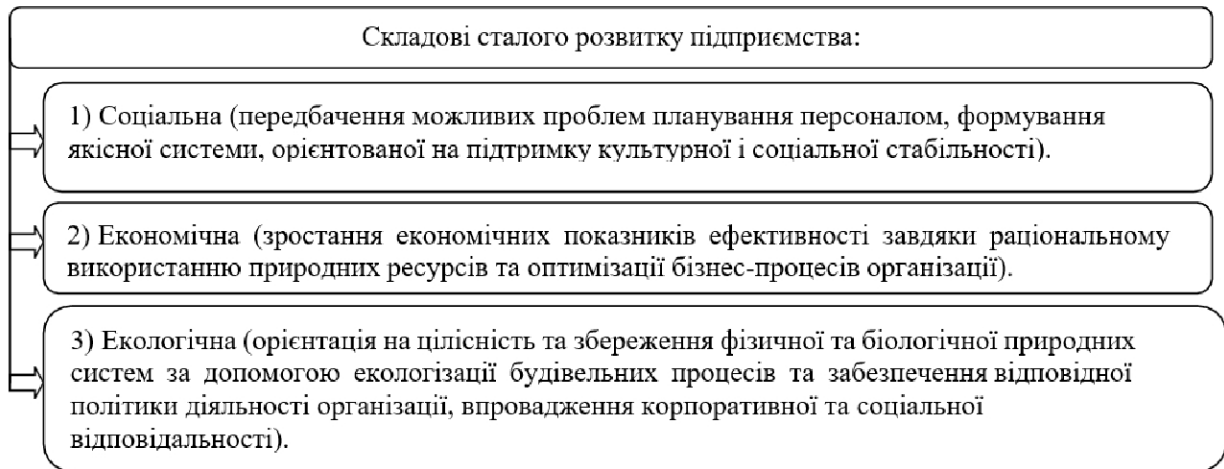 Складові сталого розвитку підприємства:
1) Соціальна (передбачення можливих проблем планування персоналом, формування
якісної системи, орієнтованої на підтримку культурної і соціальної стабільності).
2) Економічна (зростання економічних показників ефективності завдяки раціональному
використанню природних ресурсів та оптимізації бізнес-процесів організації).
3) Екологічна (орієнтація на цілісність та збереження фізичної та біологічної природних
систем за допомогою екологізації будівельних процесів та забезпечення відповідної
політики діяльності організації, впровадження корпоративної та соціальної
відповідальності).